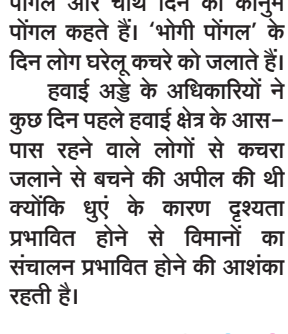 पोंगल और चौथे दिन को कानुम
पोंगल कहते हैं। ‘भोगी पोंगल’ के
दिन लोग घरेलू कचरे को जलाते हैं।
हवाई अड्डे के अधिकारियों ने
कुछ दिन पहले हवाई क्षेत्र के आस–
पास रहने वाले लोगों से कचरा
जलाने से बचने की अपील की थी
क्योंकि धुएं के कारण दृश्यता
प्रभावित होने से विमानों का
संचालन प्रभावित होने की आशंका
रहती है।